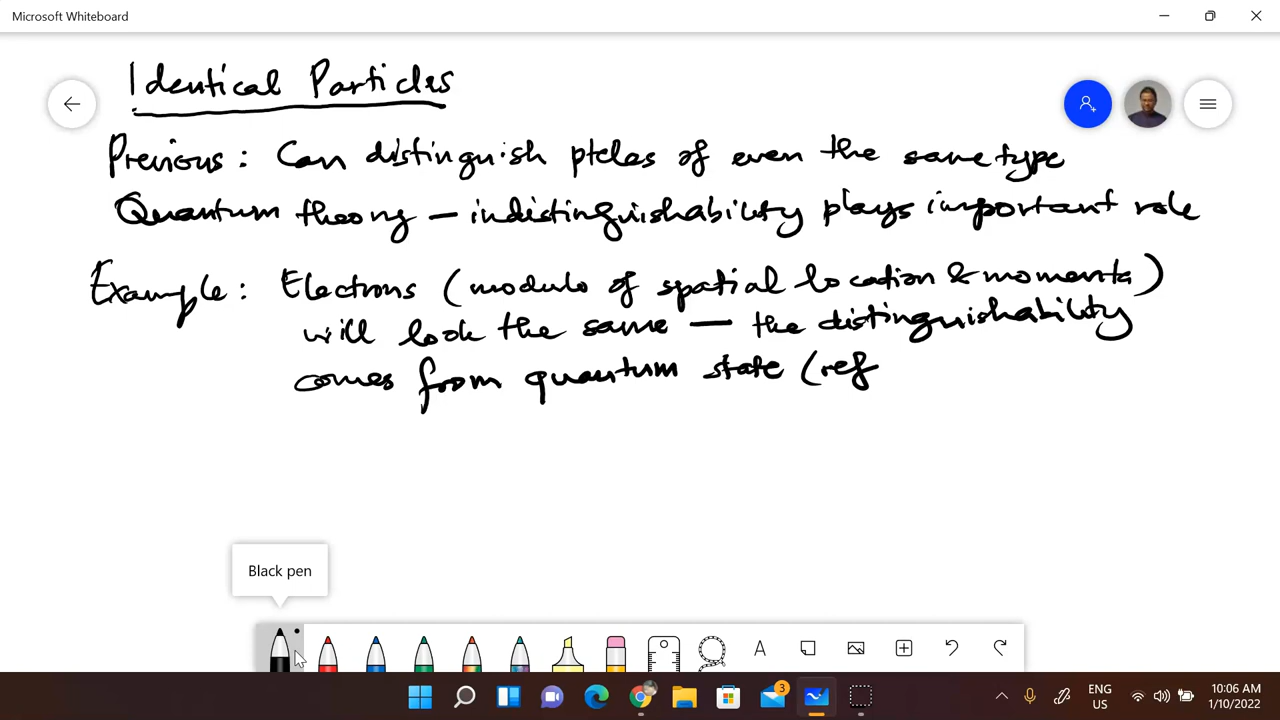 Microsoft Whiteboard
Identical Particles
Previous: Can distinguish ptcles of even the same type
Quantum theory – indistinguishability plays important role
Example: Electrons (modulo of spatial location & momenta)
will look the same — the distinguishability
comes from quantum state (ref
Black pen
A
3
ENG
US
10:06 AM
1/10/2022